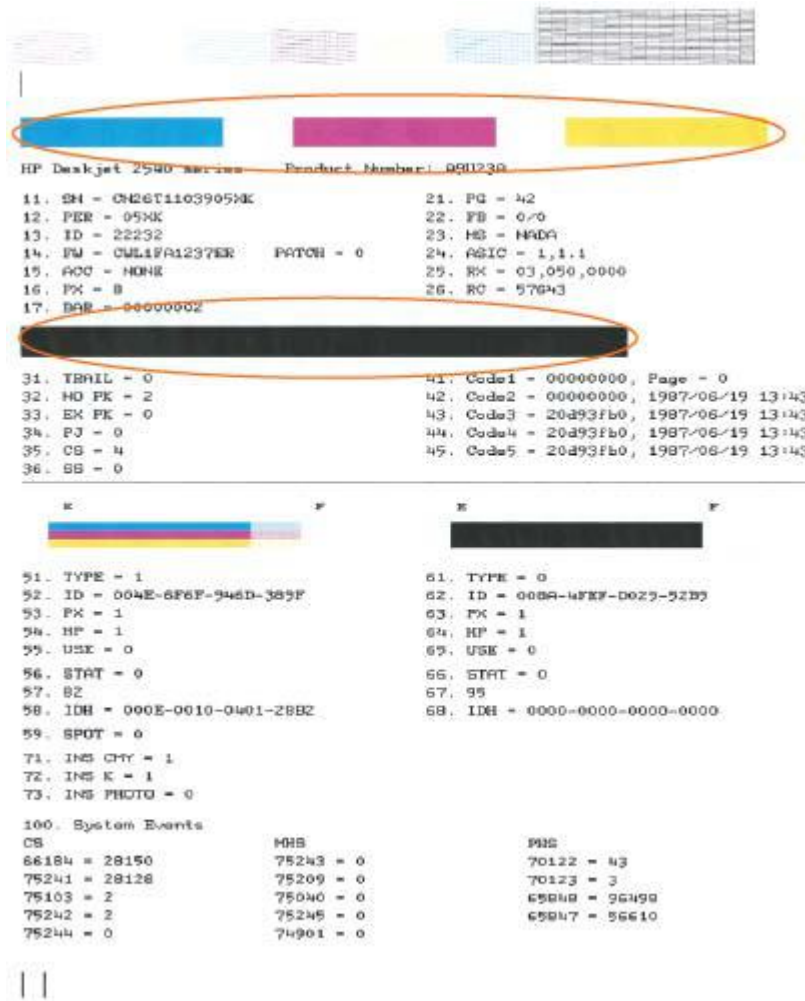 HP Deskjet 2540 series Product Number: A9U23A
11. SN = CN26T1103905XK
21. PG = 42
12. PER = 05XK
22. FB = 0/0
13. ID = 22232
23. MS = NADA
14. FW = CWL1FA1237ER PATCH = 0
24. ASIC = 1,1.1
15. ACC = NONE
25. RX = 03,050,0000
16. PX = 8
26. RC = 57643
17. BAR = 00000002
31. TRAIL = 0
41. Code1 = 00000000, Page = 0
32. NO PK = 2
42. Code2 = 00000000, 1987/06/19 13:43
33. EX PK = 0
43. Code3 = 20d93fb0, 1987/06/19 13:43
34. PJ = 0
44. Code4 = 20d93fb0, 1987/06/19 13:43
35. CS = 4
45. Code5 = 20d93fb0, 1987/06/19 13:43
36. SS = 0
E F E F
51. TYPE = 1
61. TYPE = 0
52. ID = 004E-6F6F-946D-389F
62. ID = 008A-4FEF-D029-52B9
53. PX = 1
63. PX = 1
54. HP = 1
64. HP = 1
55. USE = 0
65. USE = 0
56. STAT = 0
66. STAT = 0
57. 82
67. 95
58. IDH = 000E-0010-0401-28B2
68. IDH = 0000-0000-0000-0000
59. SPOT = 0
71. INS CMY = 1
72. INS K = 1
73. INS PHOTO = 0
100. System Events
CS MHS PHS
66184 = 28150 75243 = 0 70122 = 43
75241 = 28128 75209 = 0 70123 = 3
75103 = 2 75040 = 0 65848 = 96498
75242 = 2 75245 = 0 65847 = 56610
75244 = 0 74901 = 0